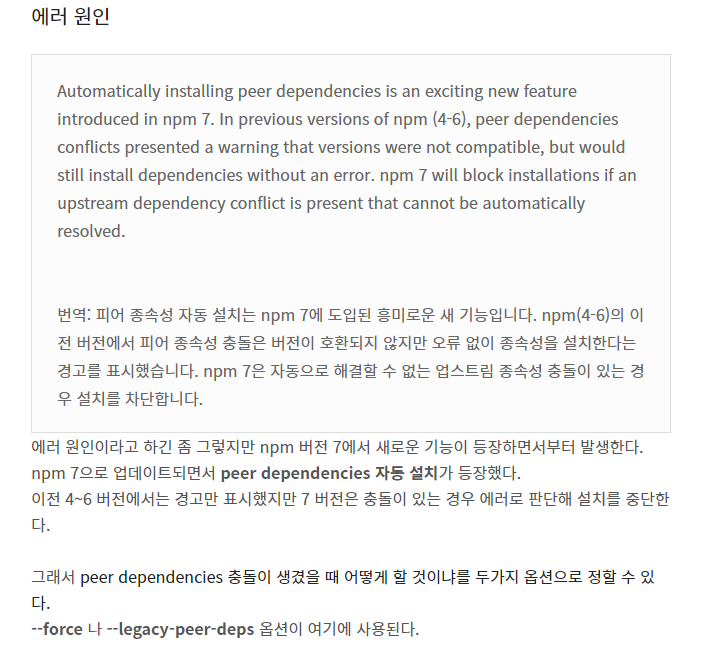 에러 원인
Automatically installing peer dependencies is an exciting new feature
introduced in npm 7. In previous versions of npm (4-6), peer dependencies
conflicts presented a warning that versions were not compatible, but would
still install dependencies without an error. npm 7 will block installations if an
upstream dependency conflict is present that cannot be automatically
resolved.
번역: 피어 종속성 자동 설치는 npm 7에 도입된 흥미로운 새 기능입니다. npm(4-6)의 이
전 버전에서 피어 종속성 충돌은 버전이 호환되지 않지만 오류 없이 종속성을 설치한다는
경고를 표시했습니다. npm 7은 자동으로 해결할 수 없는 업스트림 종속성 충돌이 있는 경
우 설치를 차단합니다.
에러 원인이라고 하긴 좀 그렇지만 npm 버전 7에서 새로운 기능이 등장하면서부터 발생한다.
npm 7으로 업데이트되면서 peer dependencies 자동 설치가 등장했다.
이전 4~6 버전에서는 경고만 표시했지만 7 버전은 충돌이 있는 경우 에러로 판단해 설치를 중단한
다.
그래서 peer dependencies 충돌이 생겼을 때 어떻게 할 것이냐를 두가지 옵션으로 정할 수 있
다.
--force 나 --legacy-peer-deps 옵션이 여기에 사용된다.